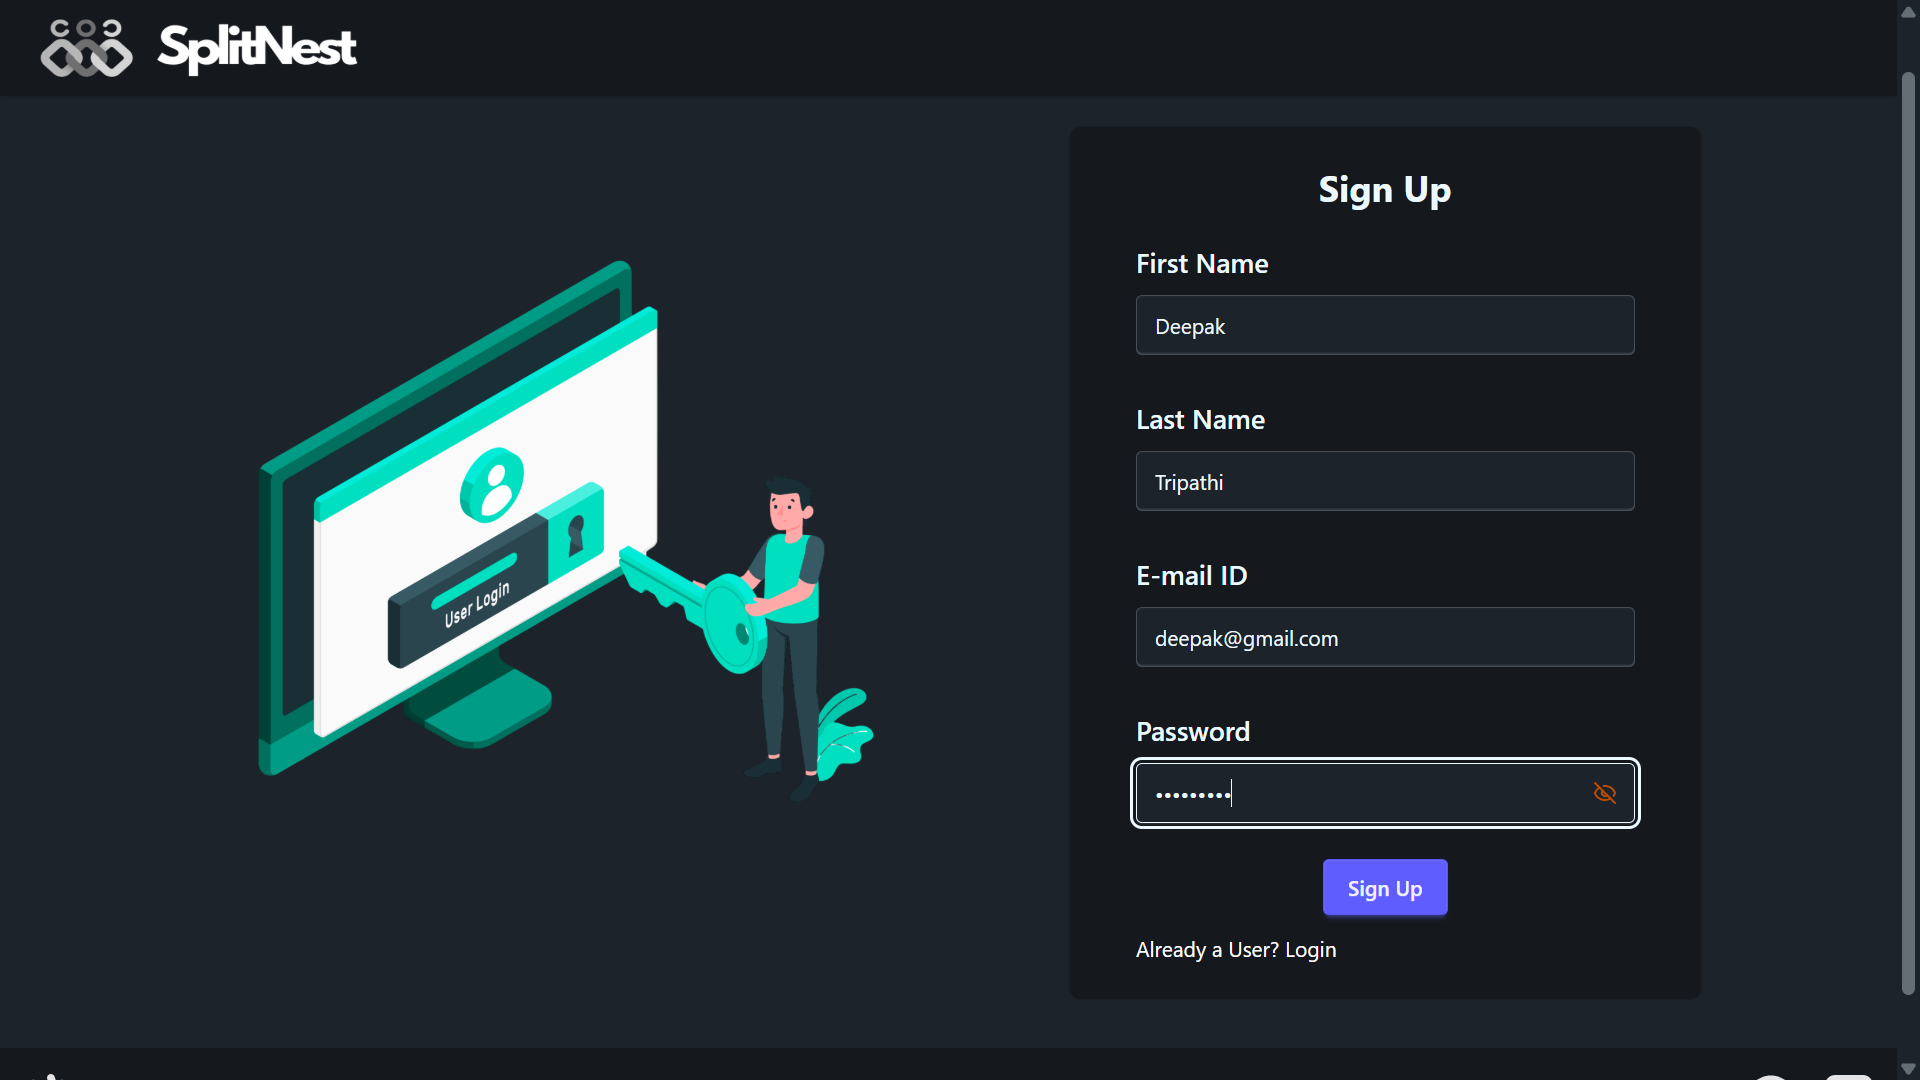 SplitNest
User Login
Sign Up
First Name
Deepak
Last Name
Tripathi
E-mail ID
deepak@gmail.com
Password
•••••••••
Sign Up
Already a User? Login